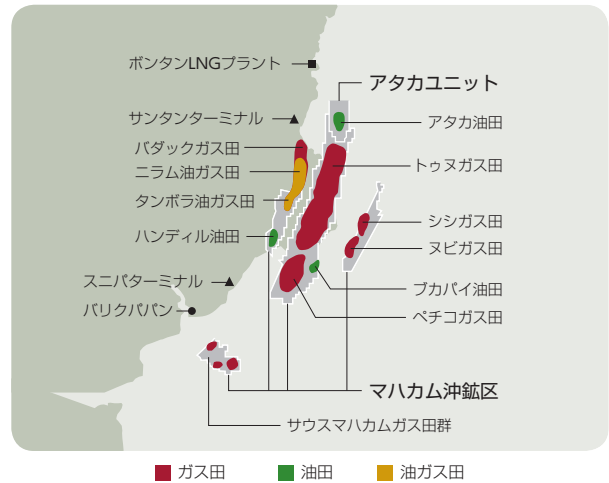 ボンタンLNGプラント
アタカユニット
サンタンターミナル
アタカ油田
バダックガス田
ニラム油ガス田
トゥヌガス田
タンボラ油ガス田
シシガス田
ハンディル油田
ヌビガス田
スニパターミナル
ブカパイ油田
バリクパパン
ペチコガス田
マハカム沖鉱区
サウスマハカムガス田群
ガス田 油田 油ガス田